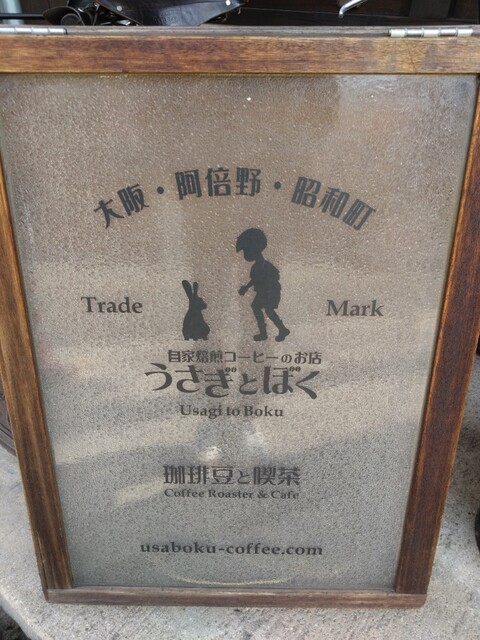 大阪・阿倍野・昭和町
Trade Mark
自家焙煎コーヒーのお店
うさぎとぼく
Usagi to Boku
珈琲豆と喫茶
Coffee Roaster & Cafe
usaboku-coffee.com